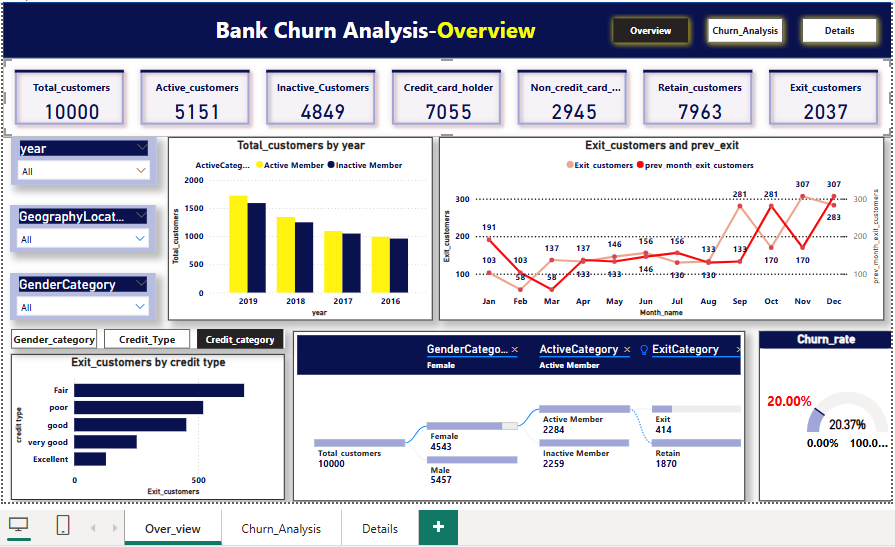 Bank Churn Analysis-Overview
Overview
Churn_Analysis
Details
Total_customers
10000
Active_customers
5151
Inactive_Customers
4849
Credit_card_holder
7055
Non_credit_card_...
2945
Retain_customers
7963
Exit_customers
2037
year
All
GeographyLocat...
All
GenderCategory
All
Total_customers by year
ActiveCateg... Active Member Inactive Member
Total_customers
2000
1500
1000
500
0
2019 2018 2017 2016
year
Exit_customers and prev_exit
Exit_customers prev_month_exit_customers
Exit_customers
300
200
100
191
103
103
58
137
58
137
133
146
133
156
146
156
130
133
130
281
133
281
170
307
170
307
283
300
200
100
prev_month_exit_customers
Jan Feb Mar Apr May Jun Jul Aug Sep Oct Nov Dec
Month_name
Gender_category
Credit_Type
Credit_category
Exit_customers by credit type
credit type
Fair
poor
good
very good
Excellent
0 500
Exit_customers
GenderCatego... ×
Female
ActiveCategory ×
Active Member
ExitCategory ×
Total customers
10000
Female
4543
Male
5457
Active Member
2284
Inactive Member
2259
Exit
414
Retain
1870
Churn_rate
20.00%
20.37%
0.00% 100.0...
Over_view
Churn_Analysis
Details
+